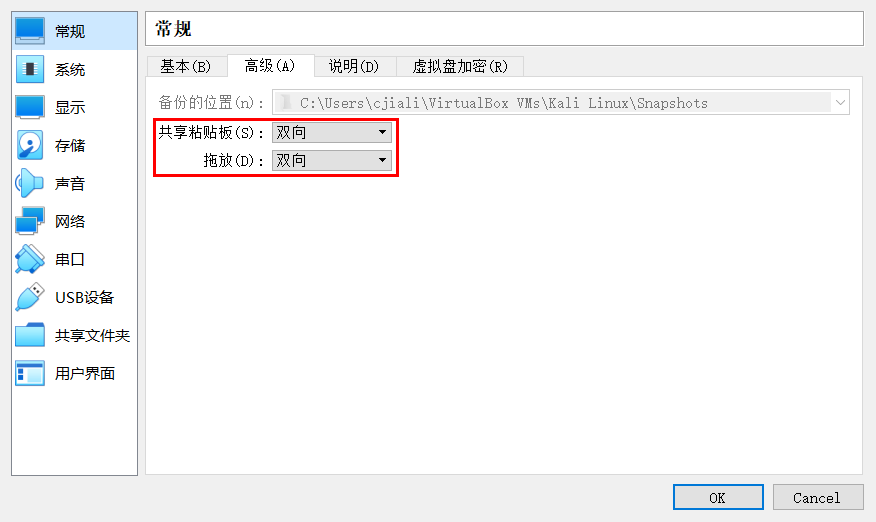 常规
系统
显示
存储
声音
网络
串口
USB设备
共享文件夹
用户界面
常规
基本(B) 高级(A) 说明(D) 虚拟盘加密(R)
备份的位置(n): C:\Users\cjiali\VirtualBox VMs\Kali Linux\Snapshots
共享粘贴板(S): 双向
拖放(D): 双向
OK Cancel